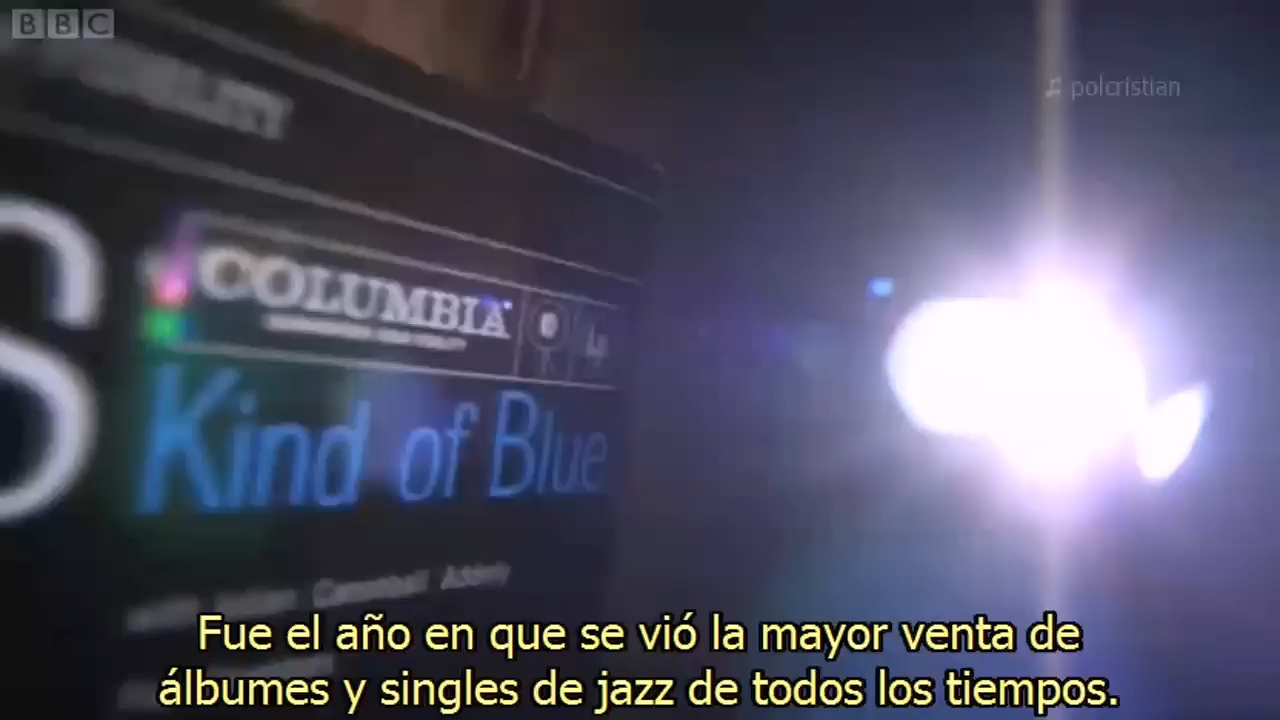 BBC
polcristian
FIDELITY
S
COLUMBIA
Kind of Blue
Fue el año en que se vió la mayor venta de
álbumes y singles de jazz de todos los tiempos.